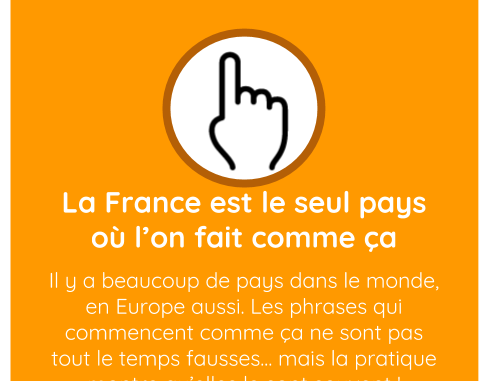 La France est le seul pays
où l’on fait comme ça
Il y a beaucoup de pays dans le monde,
en Europe aussi. Les phrases qui
commencent comme ça ne sont pas
tout le temps fausses... mais la pratique